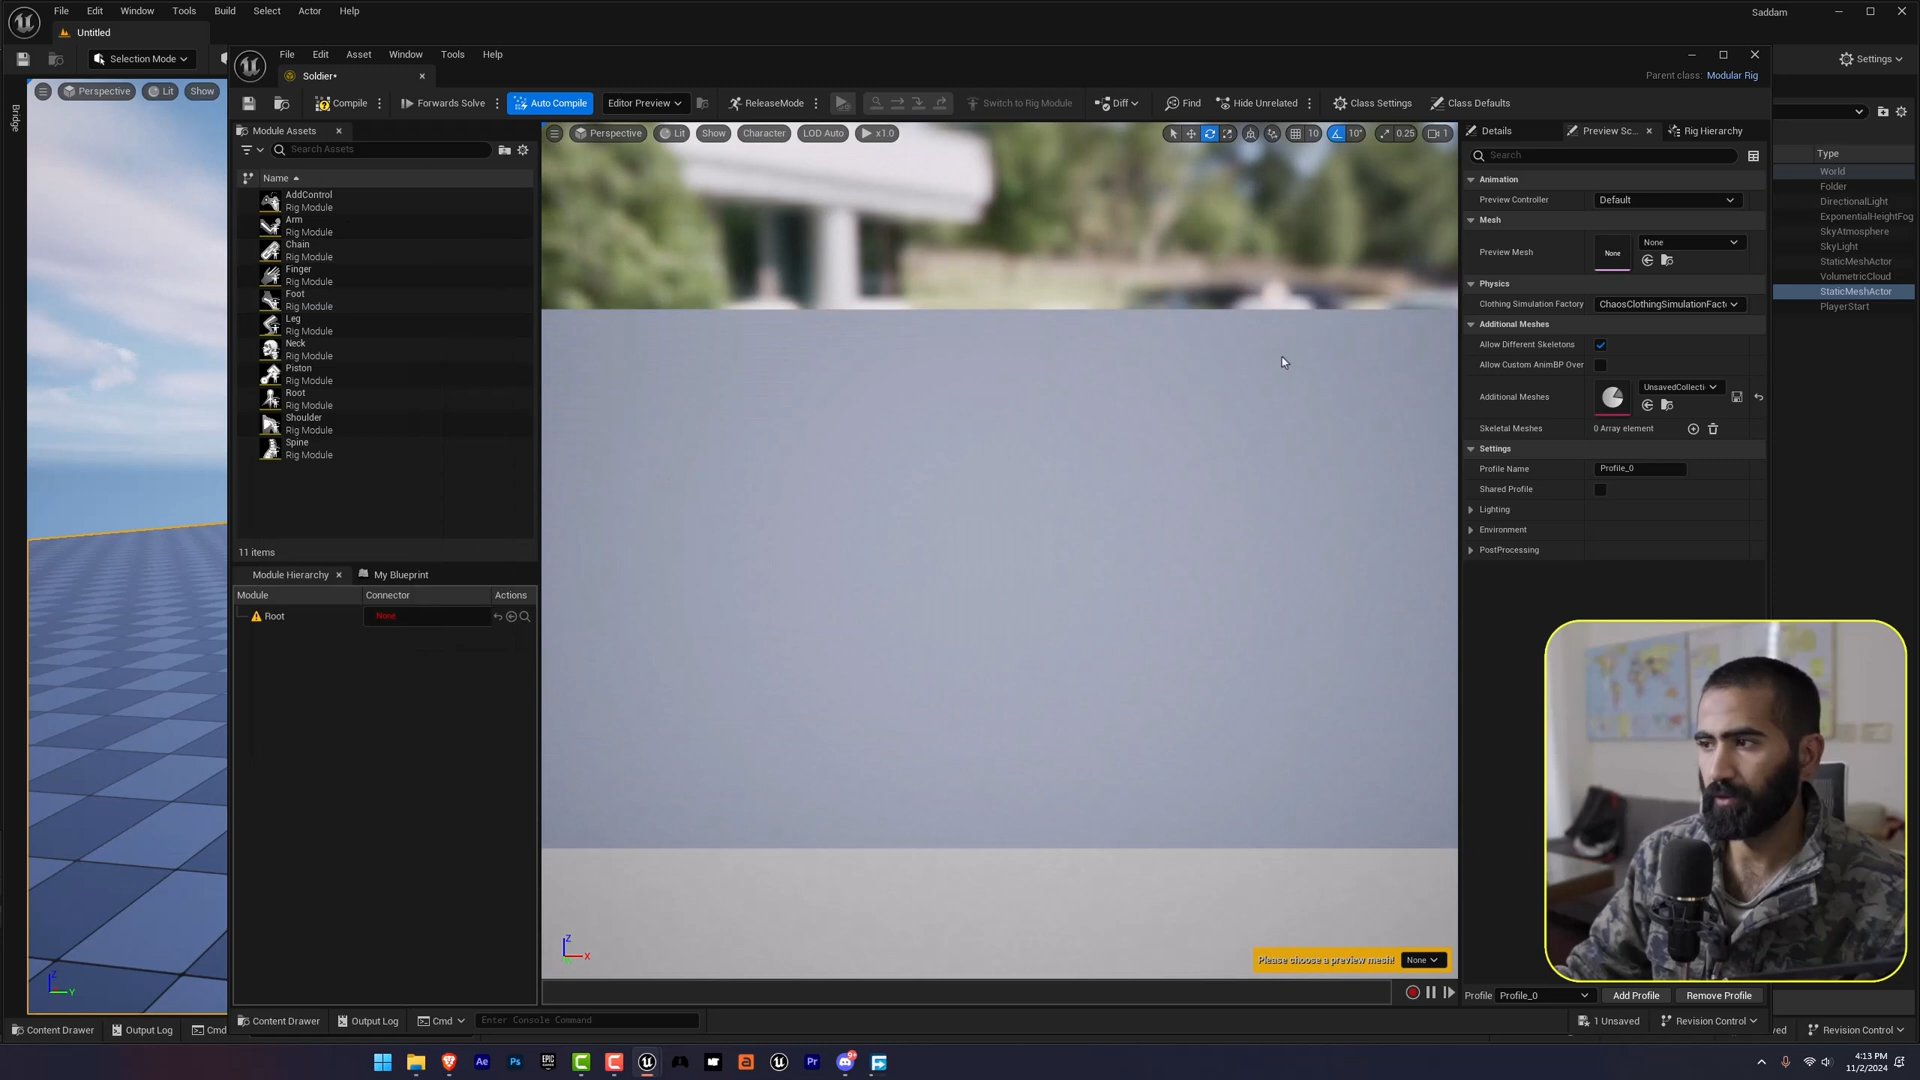 File Edit Window Tools Build Select Actor Help
Saddam
Untitled
Selection Mode
Settings
Bridge
Perspective Lit Show
File Edit Asset Window Tools Help
Soldier•
Parent class: Modular Rig
Compile Forwards Solve Auto Compile Editor Preview ReleaseMode Switch to Rig Module Diff Find Hide Unrelated Class Settings Class Defaults
Module Assets
Search Assets
Name
AddControl
Rig Module
Arm
Rig Module
Chain
Rig Module
Finger
Rig Module
Foot
Rig Module
Leg
Rig Module
Neck
Rig Module
Piston
Rig Module
Root
Rig Module
Shoulder
Rig Module
Spine
Rig Module
11 items
Module Hierarchy My Blueprint
Module Connector Actions
Root None
Perspective Lit Show Character LOD Auto x1.0
10 10° 0.25 1
Z
X
Please choose a preview mesh! None
Details Preview Sc... Rig Hierarchy
Search
Animation
Preview Controller Default
Mesh
Preview Mesh None None
Physics
Clothing Simulation Factory ChaosClothingSimulationFact
Additional Meshes
Allow Different Skeletons
Allow Custom AnimBP Over
Additional Meshes UnsavedCollecti
Skeletal Meshes 0 Array element
Settings
Profile Name Profile_0
Shared Profile
Lighting
Environment
PostProcessing
Profile Profile_0 Add Profile Remove Profile
Type
World
Folder
DirectionalLight
ExponentialHeightFog
SkyAtmosphere
SkyLight
StaticMeshActor
VolumetricCloud
StaticMeshActor
PlayerStart
Z
Y
Content Drawer Output Log Cmd Enter Console Command
1 Unsaved Revision Control
Content Drawer Output Log Cmd
ved Revision Control
Ae Ps EPIC GAMES C C a Pr 9+
4:13 PM
11/2/2024